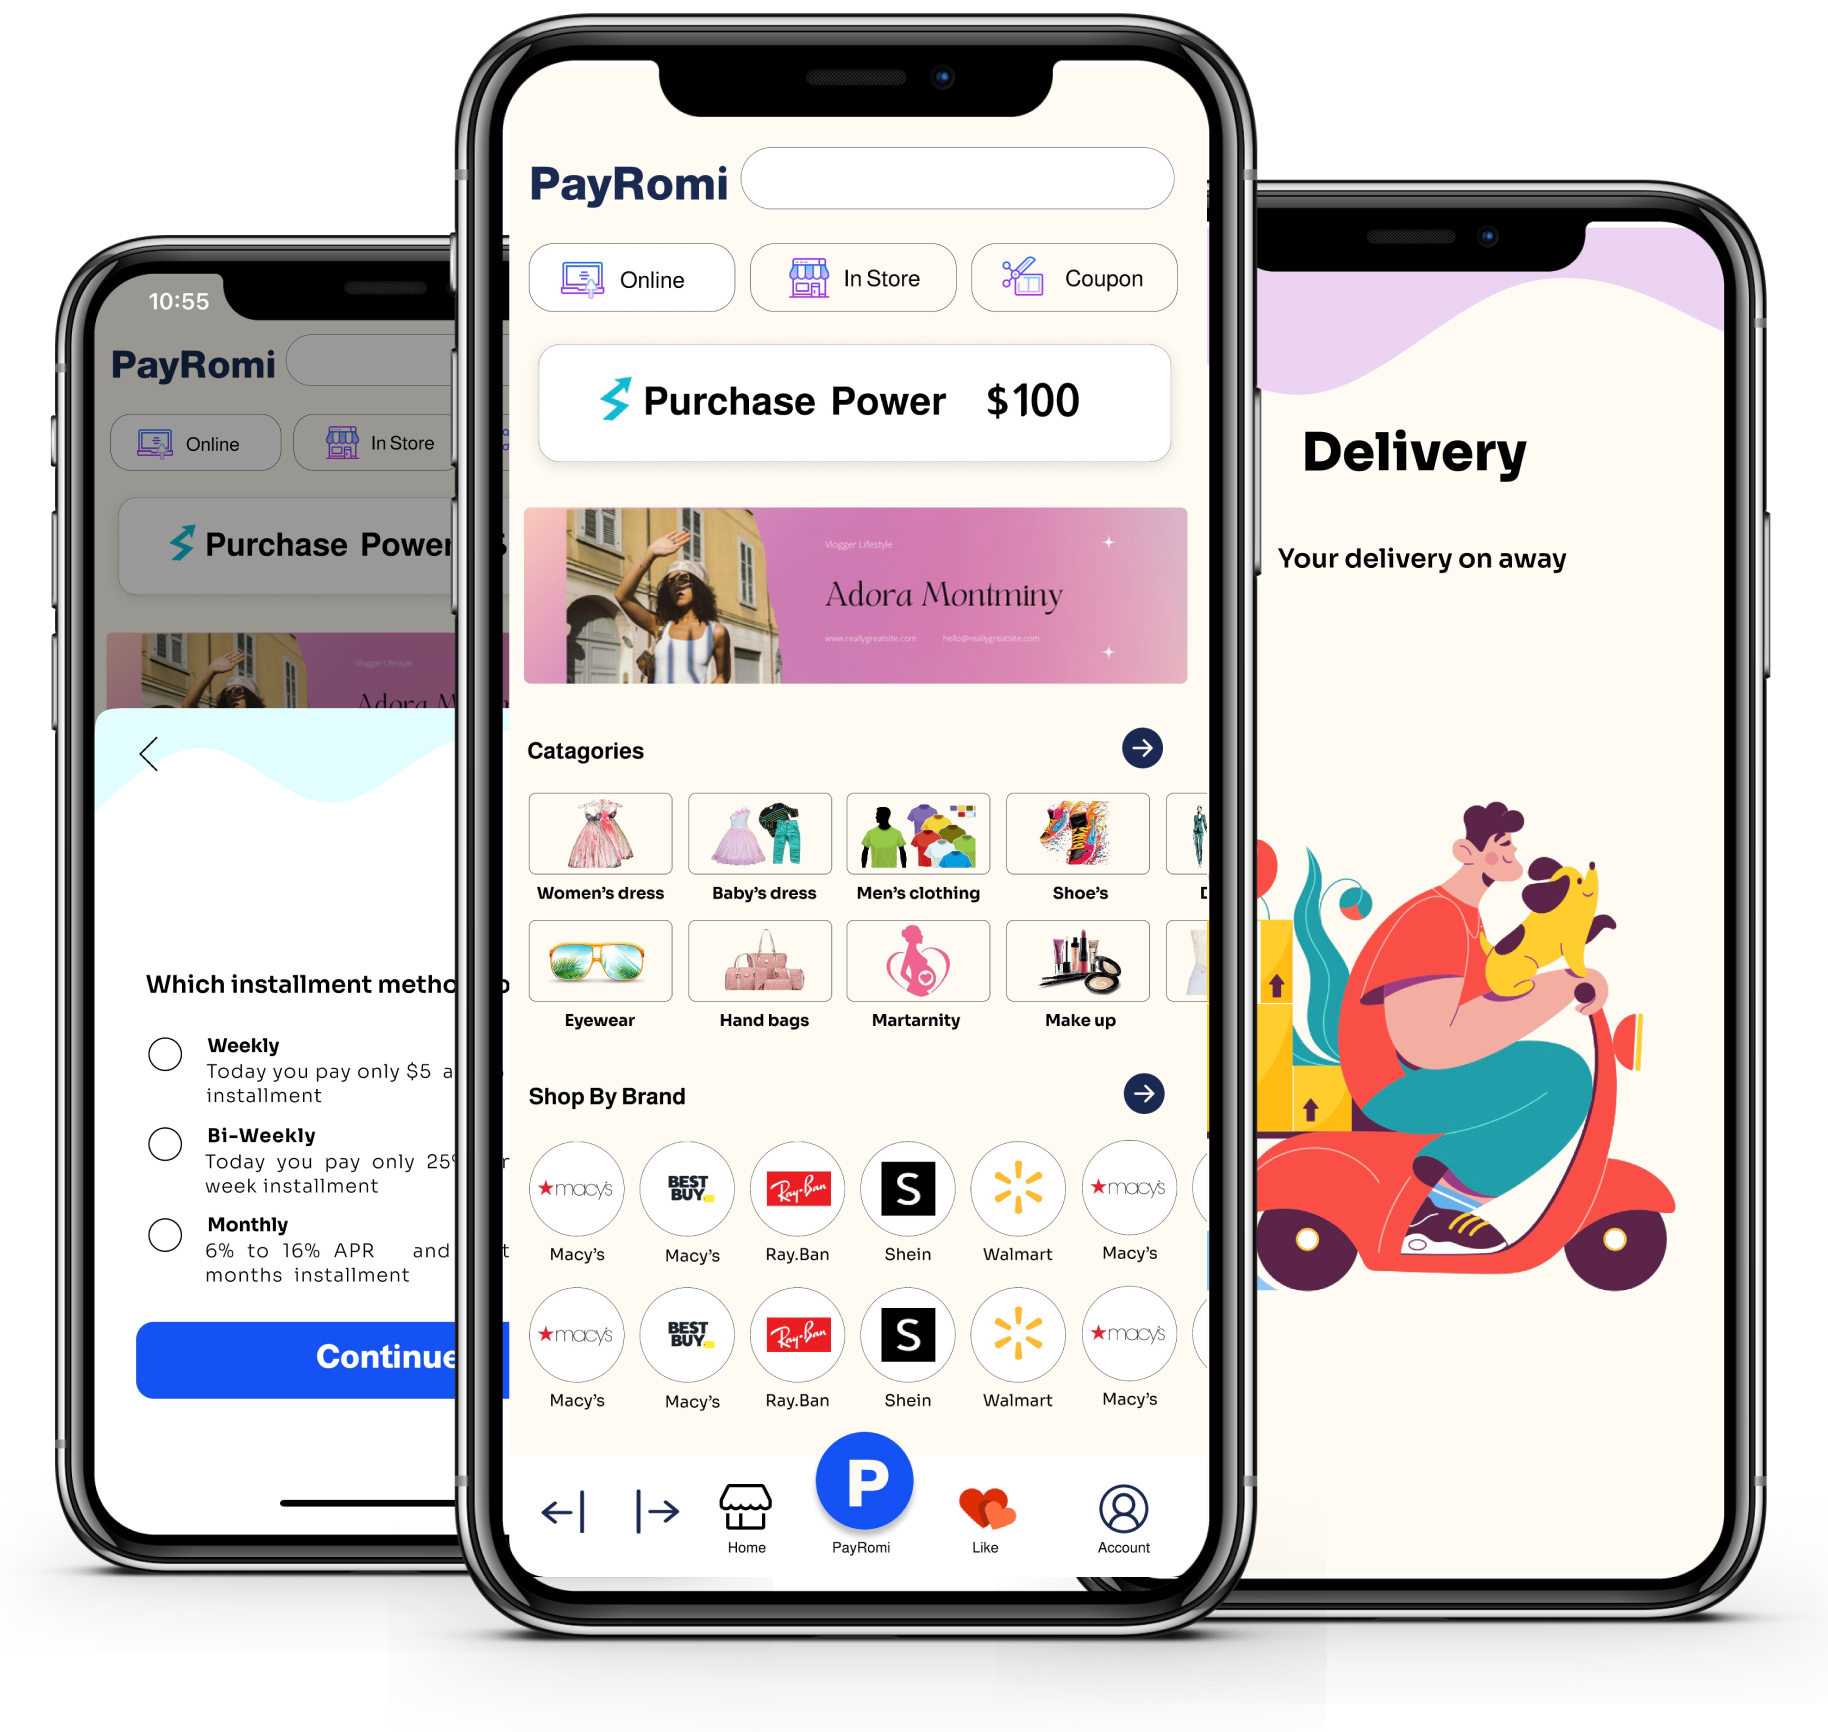 10:55
PayRomi
Online
In Store
Purchase Power
Vlogger Lifestyle
Adora
Which installment
Weekly
Today you pay only $5
installment
Bi-Weekly
Today you pay only
week installment
Monthly
6% to 16% APR and
months installment
Continue
PayRomi
Online
In Store
Coupon
Purchase Power $100
Vlogger Lifestyle
Adora Montminy
www.reallygreatsite.com hello@reallygreatsite.com
Catagories
Women's dress
Baby's dress
Men's clothing
Shoe's
Eyewear
Hand bags
Martarnity
Make up
Shop By Brand
★macy's
BEST
BUY
Ray-Ban
S
★macy's
Macy's
Macy's
Ray.Ban
Shein
Walmart
Macy's
★macy's
BEST
BUY
Ray-Ban
S
★macy's
Macy's
Macy's
Ray.Ban
Shein
Walmart
Macy's
P
Home
PayRomi
Like
Account
Delivery
Your delivery on away